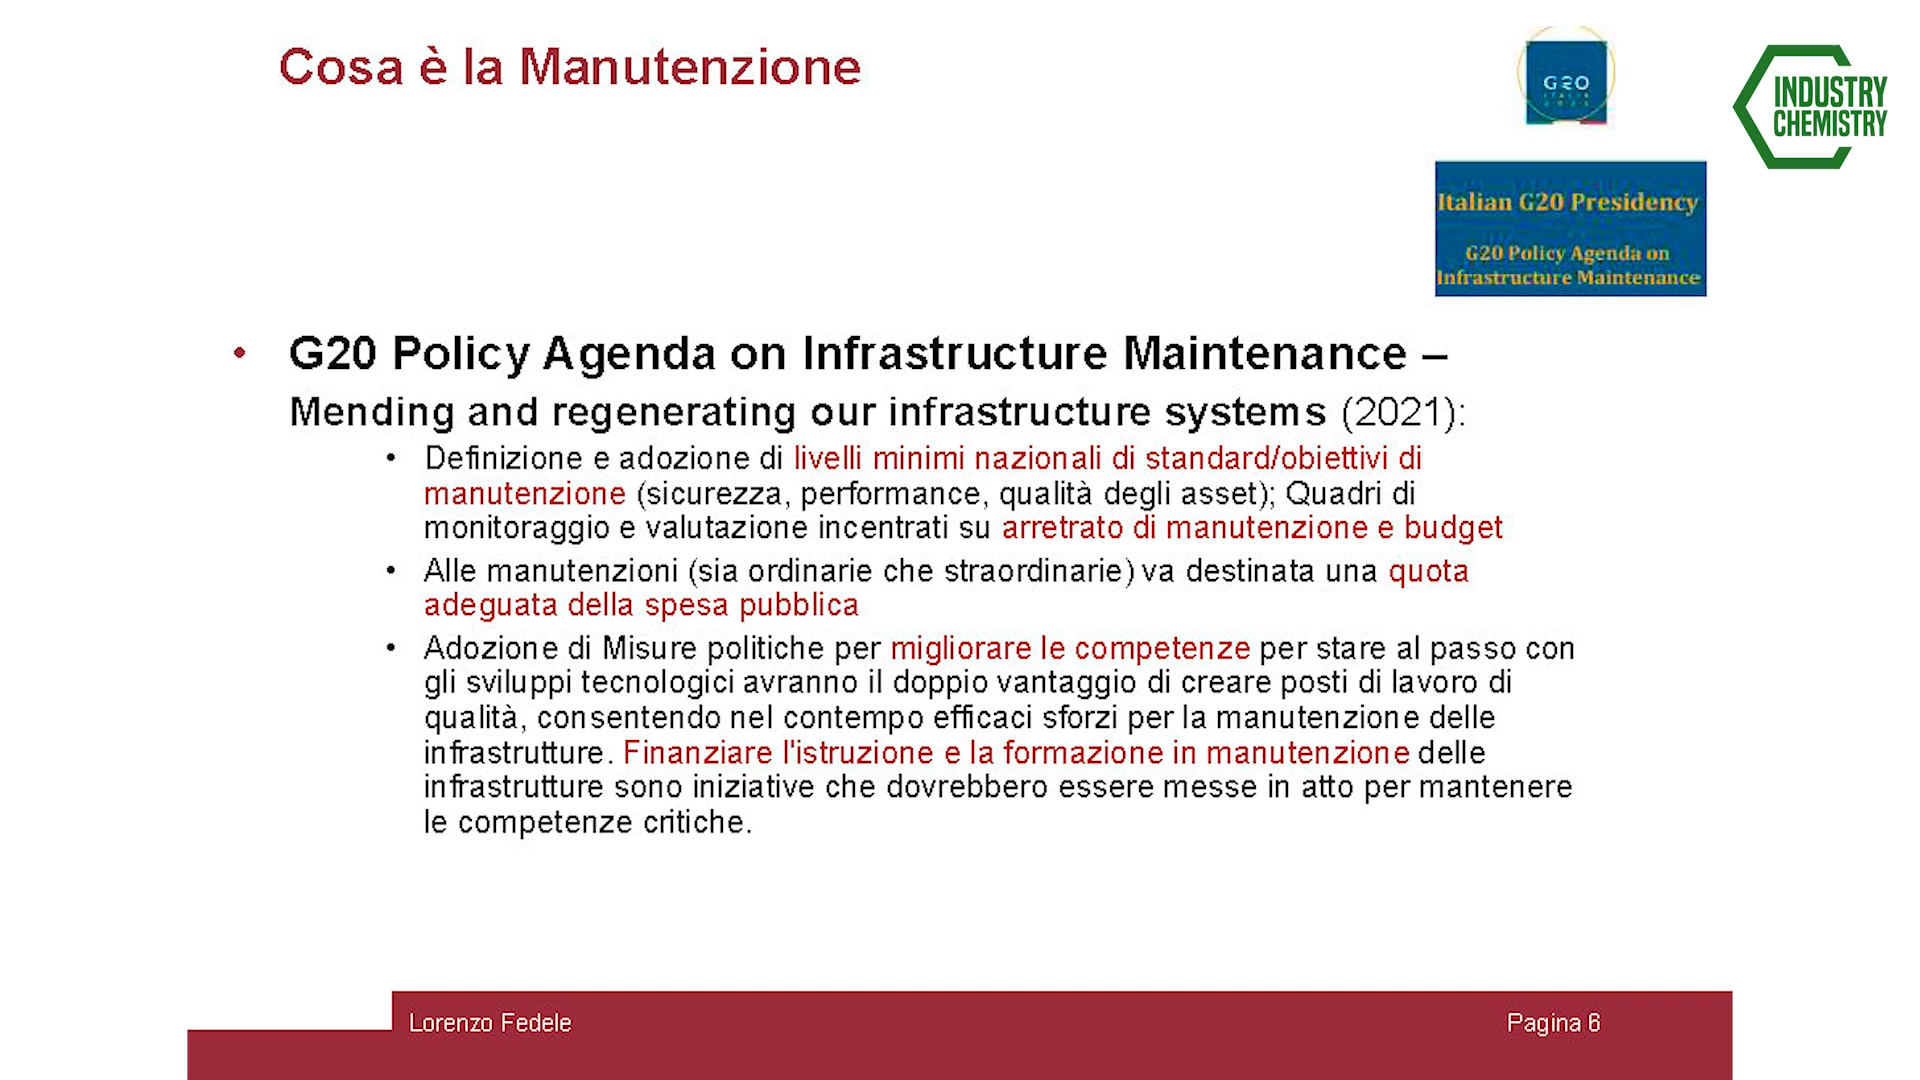 Cosa è la Manutenzione
G20
INDUSTRY
CHEMISTRY
Italian G20 Presidency
G20 Policy Agenda on
Infrastructure Maintenance
• G20 Policy Agenda on Infrastructure Maintenance –
Mending and regenerating our infrastructure systems (2021):
• Definizione e adozione di livelli minimi nazionali di standard/obiettivi di
manutenzione (sicurezza, performance, qualità degli asset); Quadri di
monitoraggio e valutazione incentrati su arretrato di manutenzione e budget
• Alle manutenzioni (sia ordinarie che straordinarie) va destinata una quota
adeguata della spesa pubblica
• Adozione di Misure politiche per migliorare le competenze per stare al passo con
gli sviluppi tecnologici avranno il doppio vantaggio di creare posti di lavoro di
qualità, consentendo nel contempo efficaci sforzi per la manutenzione delle
infrastrutture. Finanziare l'istruzione e la formazione in manutenzione delle
infrastrutture sono iniziative che dovrebbero essere messe in atto per mantenere
le competenze critiche.
Lorenzo Fedele
Pagina 6